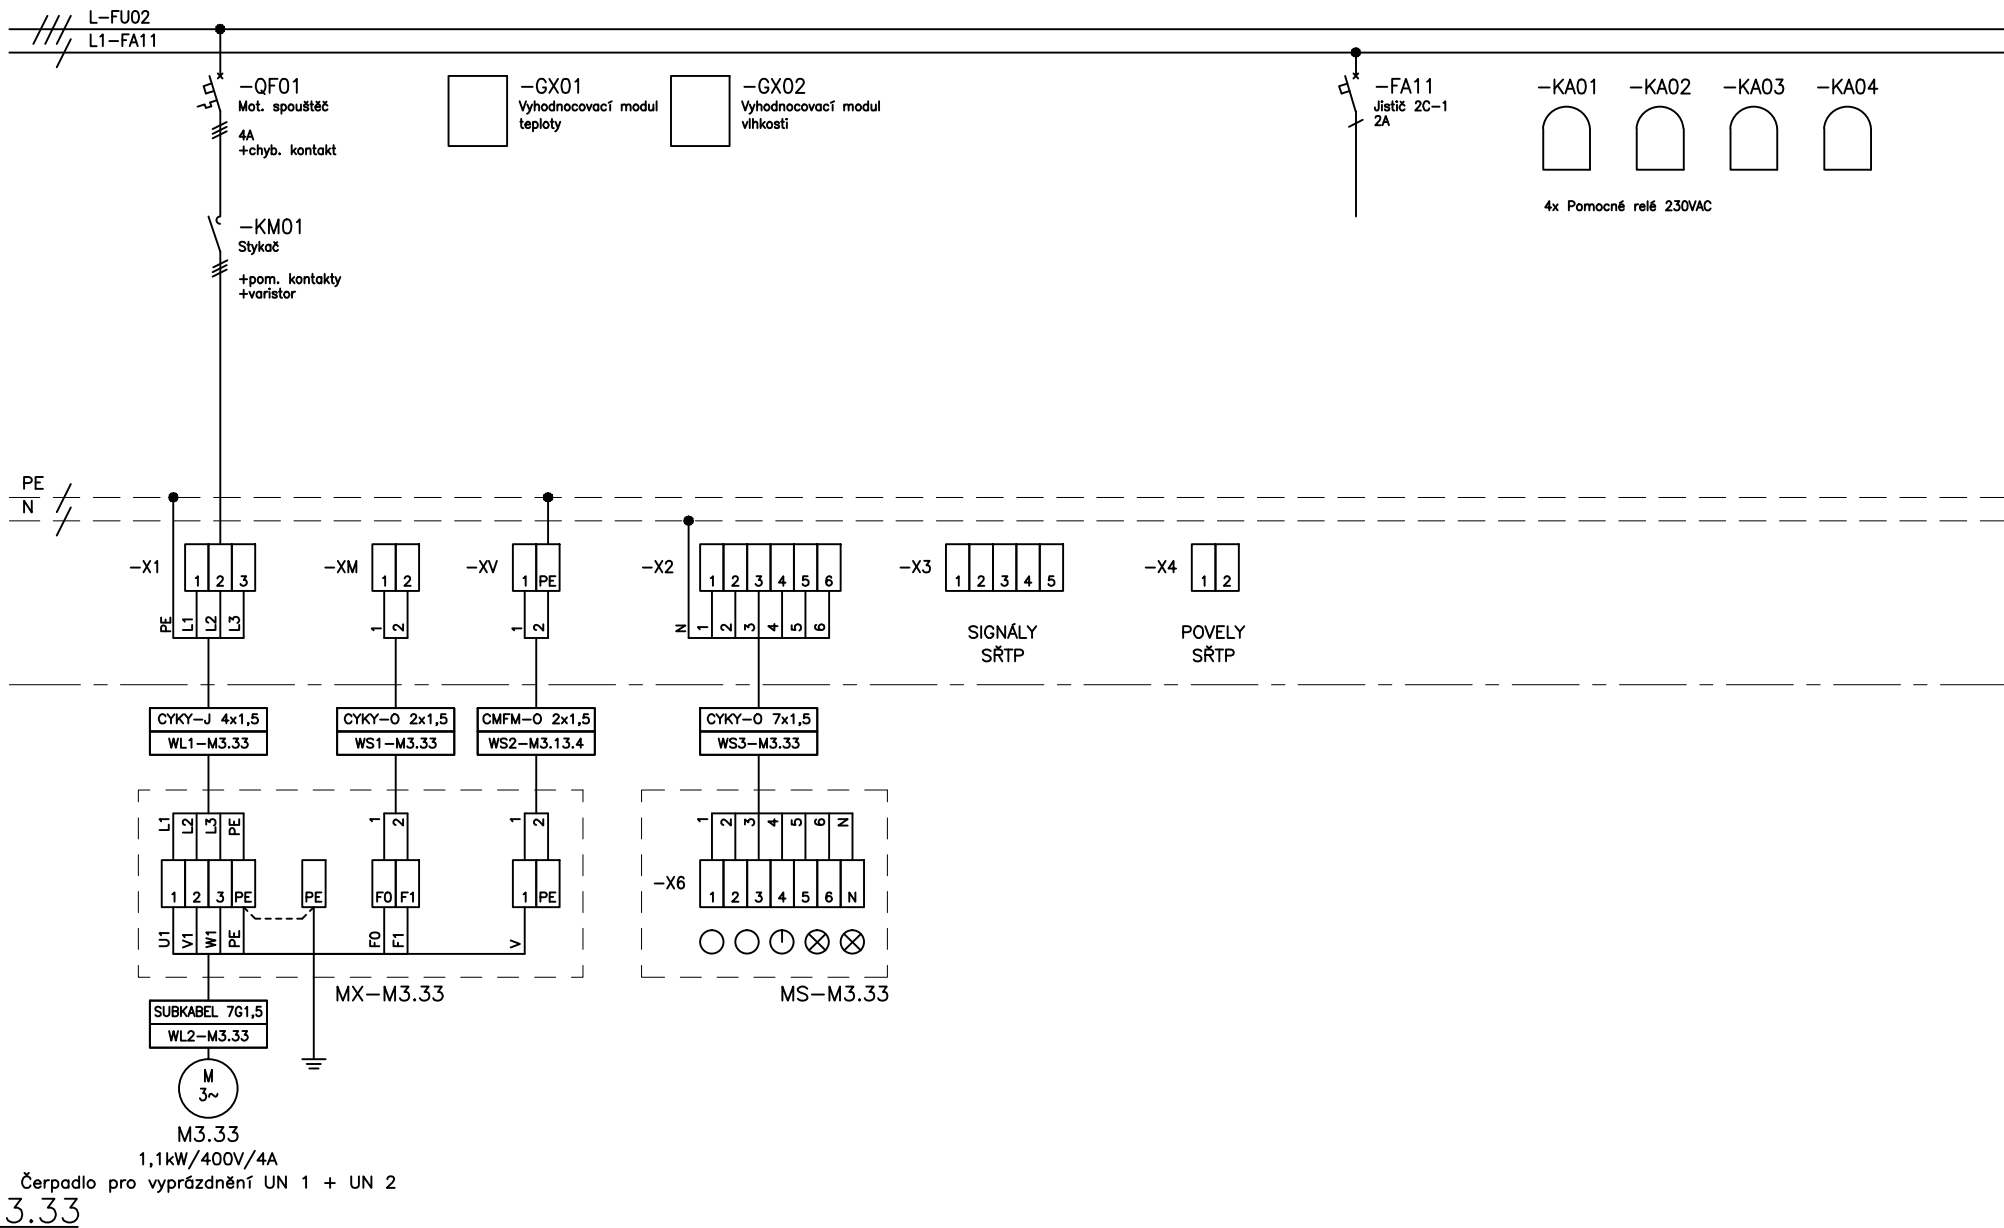 L-FU02
L1-FA11
-QF01
Mot. spouštěč
4A
+chyb. kontakt
-GX01
Vyhodnocovací modul
teploty
-GX02
Vyhodnocovací modul
vlhkosti
-FA11
Jistič 2C-1
2A
-KA01 -KA02 -KA03 -KA04
4x Pomocné relé 230VAC
-KM01
Stykač
+pom. kontakty
+varistor
PE
N
-X1 1 2 3
-XM 1 2
-XV 1 PE
-X2 1 2 3 4 5 6
-X3 1 2 3 4 5
-X4 1 2
PE L1 L2 L3
1 2
1 2
N 1 2 3 4 5 6
SIGNÁLY
SŘTP
POVELY
SŘTP
CYKY-J 4x1,5
WL1-M3.33
CYKY-O 2x1,5
WS1-M3.33
CMFM-O 2x1,5
WS2-M3.13.4
CYKY-O 7x1,5
WS3-M3.33
L1 L2 L3 PE
1 2
1 2
1 2 3 4 5 6 N
1 2 3 PE
PE
F0 F1
1 PE
-X6 1 2 3 4 5 6 N
U1 V1 W1 PE
F0 F1
V
MX-M3.33
MS-M3.33
SUBKABEL 7G1,5
WL2-M3.33
M
3~
M3.33
1,1kW/400V/4A
Čerpadlo pro vyprázdnění UN 1 + UN 2
3.33